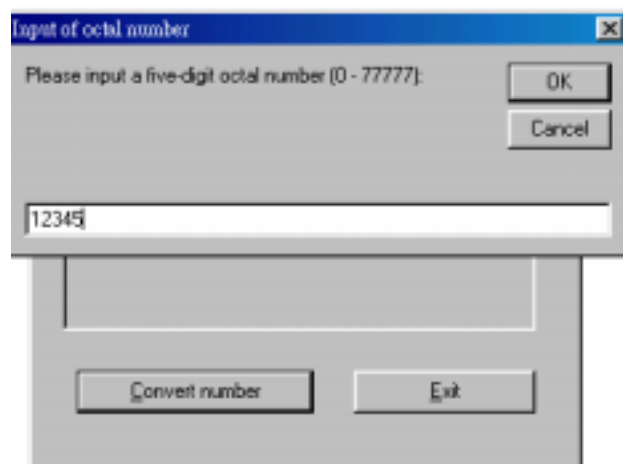 Input of octal number
Please input a five-digit octal number (0 - 77777):
OK
Cancel
12345
Convert number
Exit